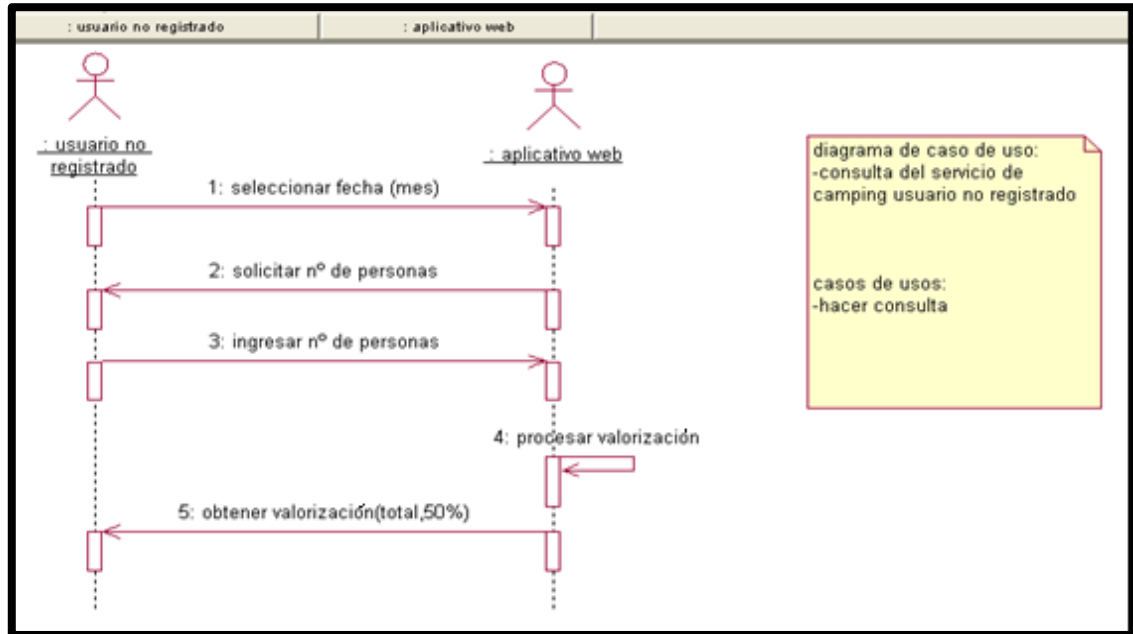 : usuario no registrado
: aplicativo web
: usuario no
registrado
: aplicativo web
diagrama de caso de uso:
-consulta del servicio de
camping usuario no registrado
casos de usos:
-hacer consulta
1: seleccionar fecha (mes)
2: solicitar nº de personas
3: ingresar nº de personas
4: procesar valorización
5: obtener valorización(total,50%)